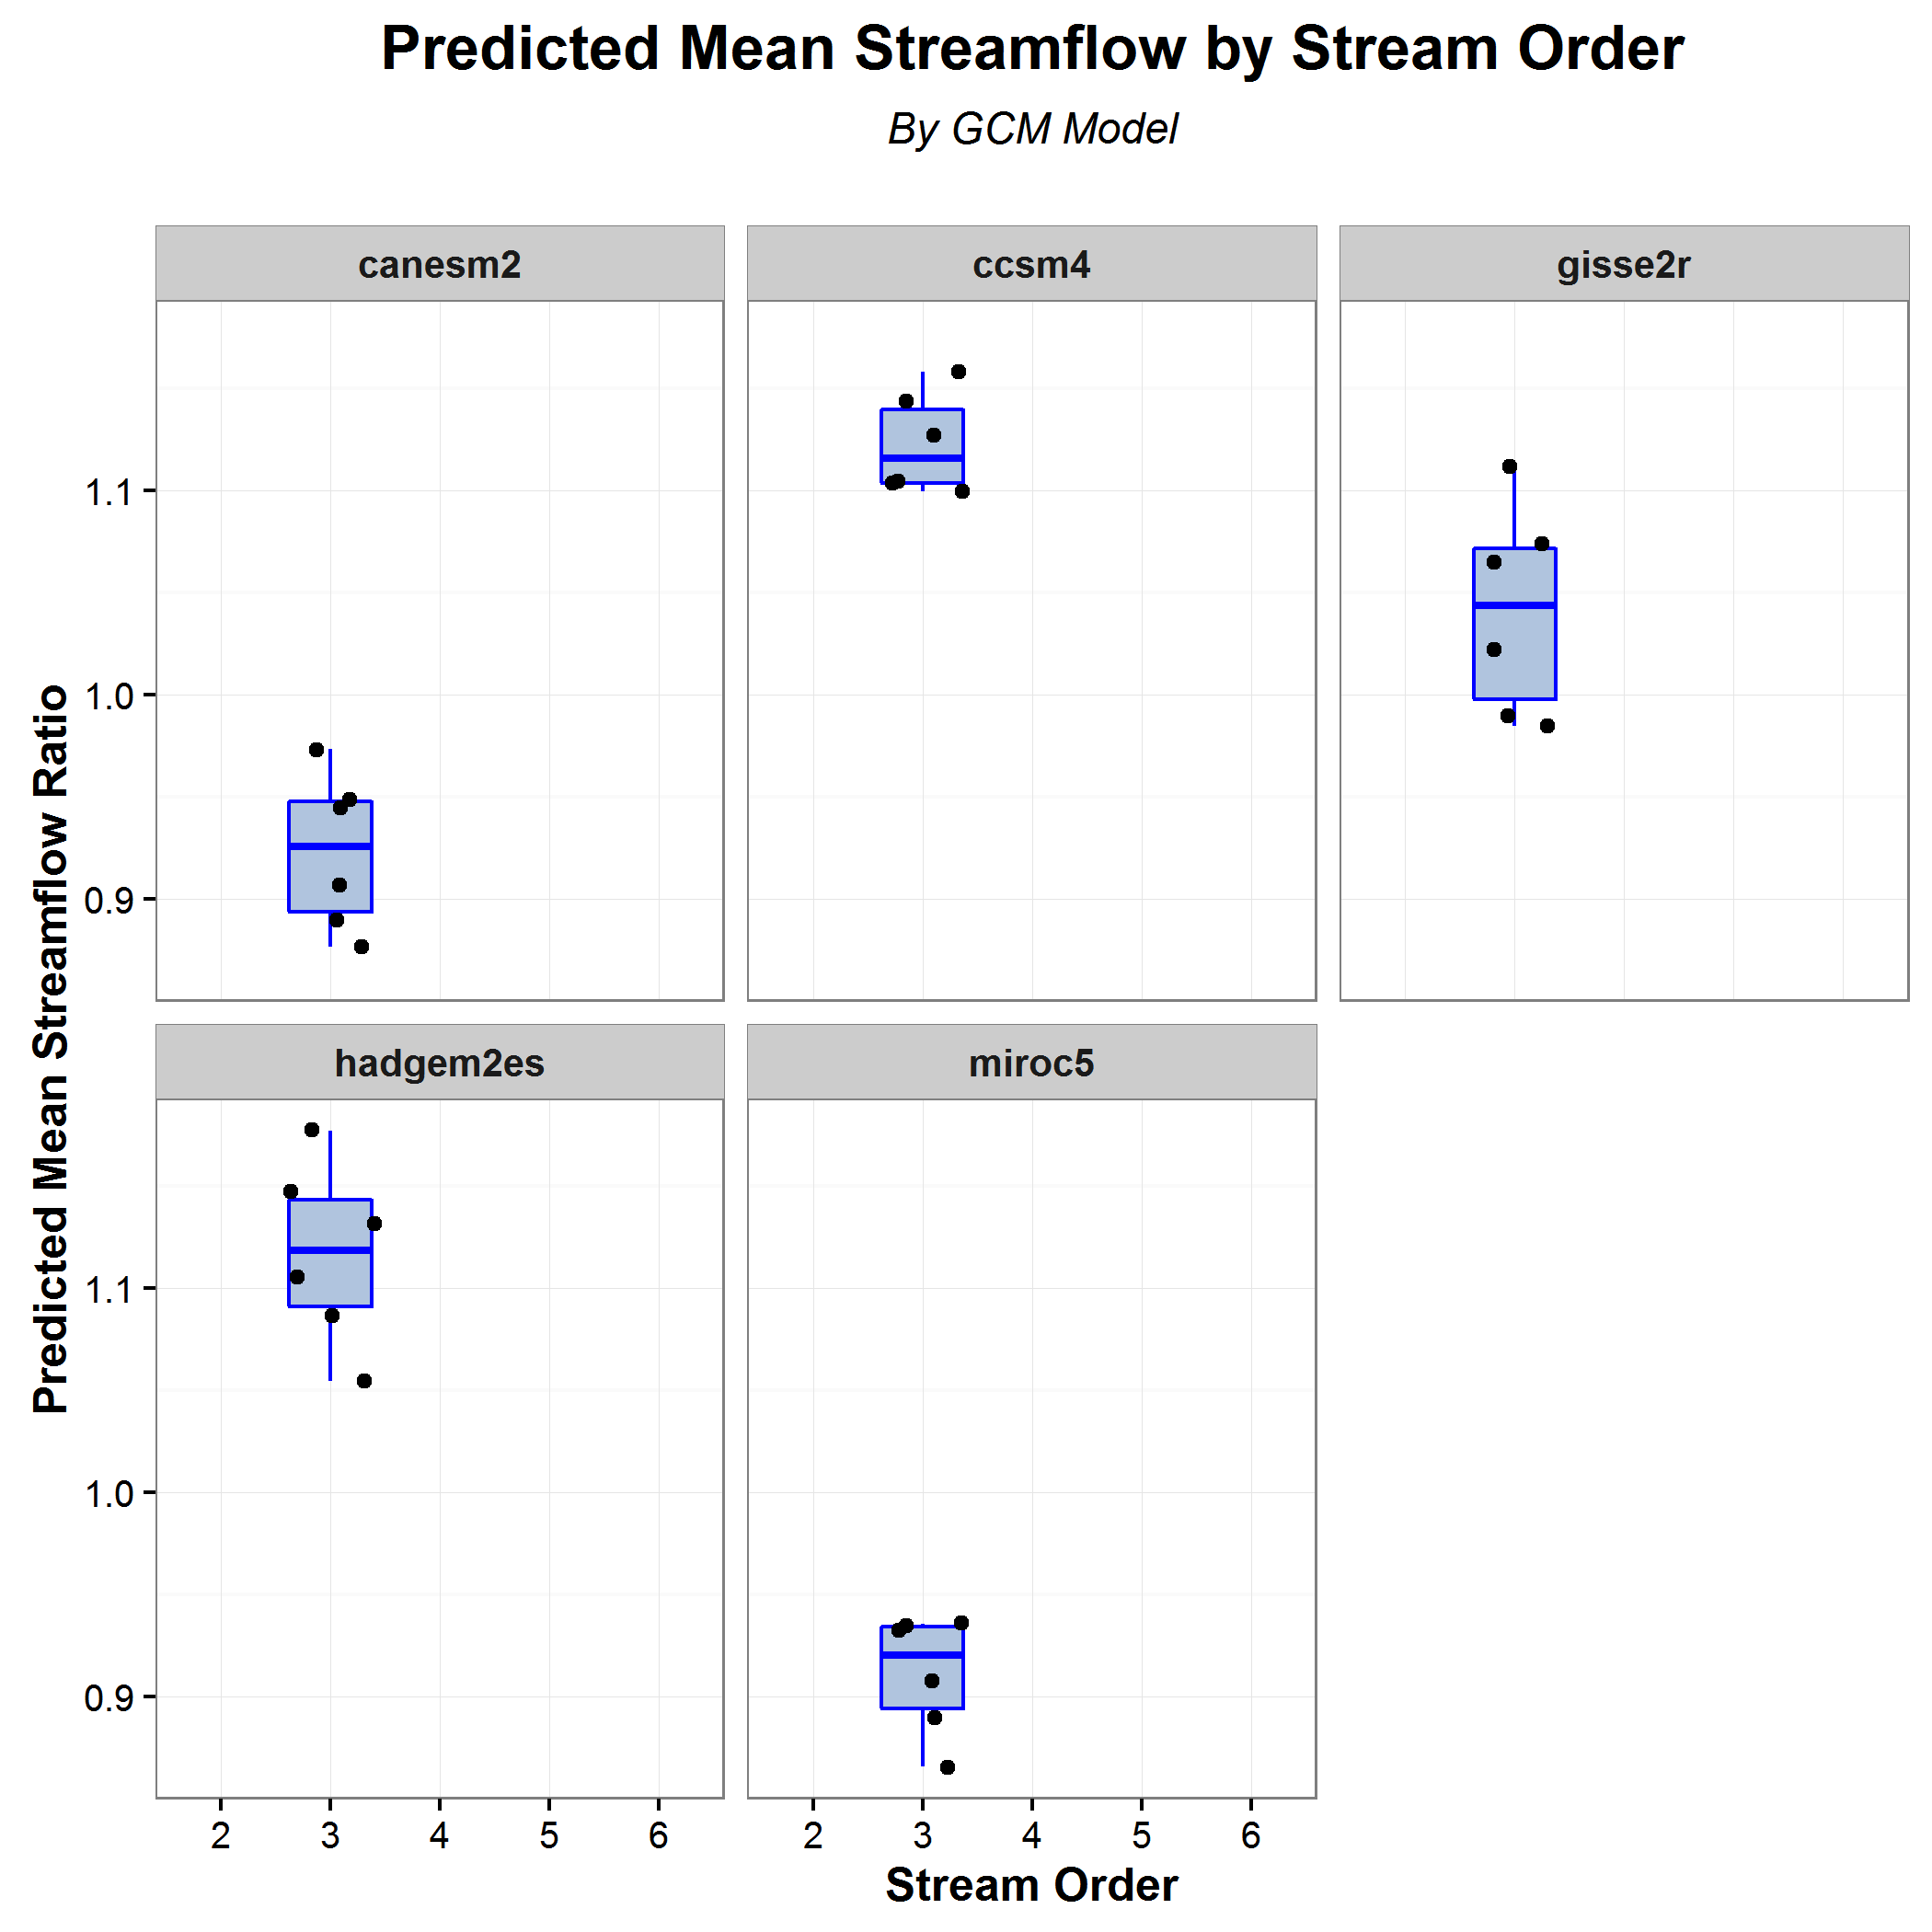 Predicted Mean Streamflow by Stream Order
By GCM Model
canesm2
ccsm4
gisse2r
1.1
1.0
0.9
Predicted Mean Streamflow Ratio
hadgem2es
miroc5
1.1
1.0
0.9
2 3 4 5 6
2 3 4 5 6
Stream Order